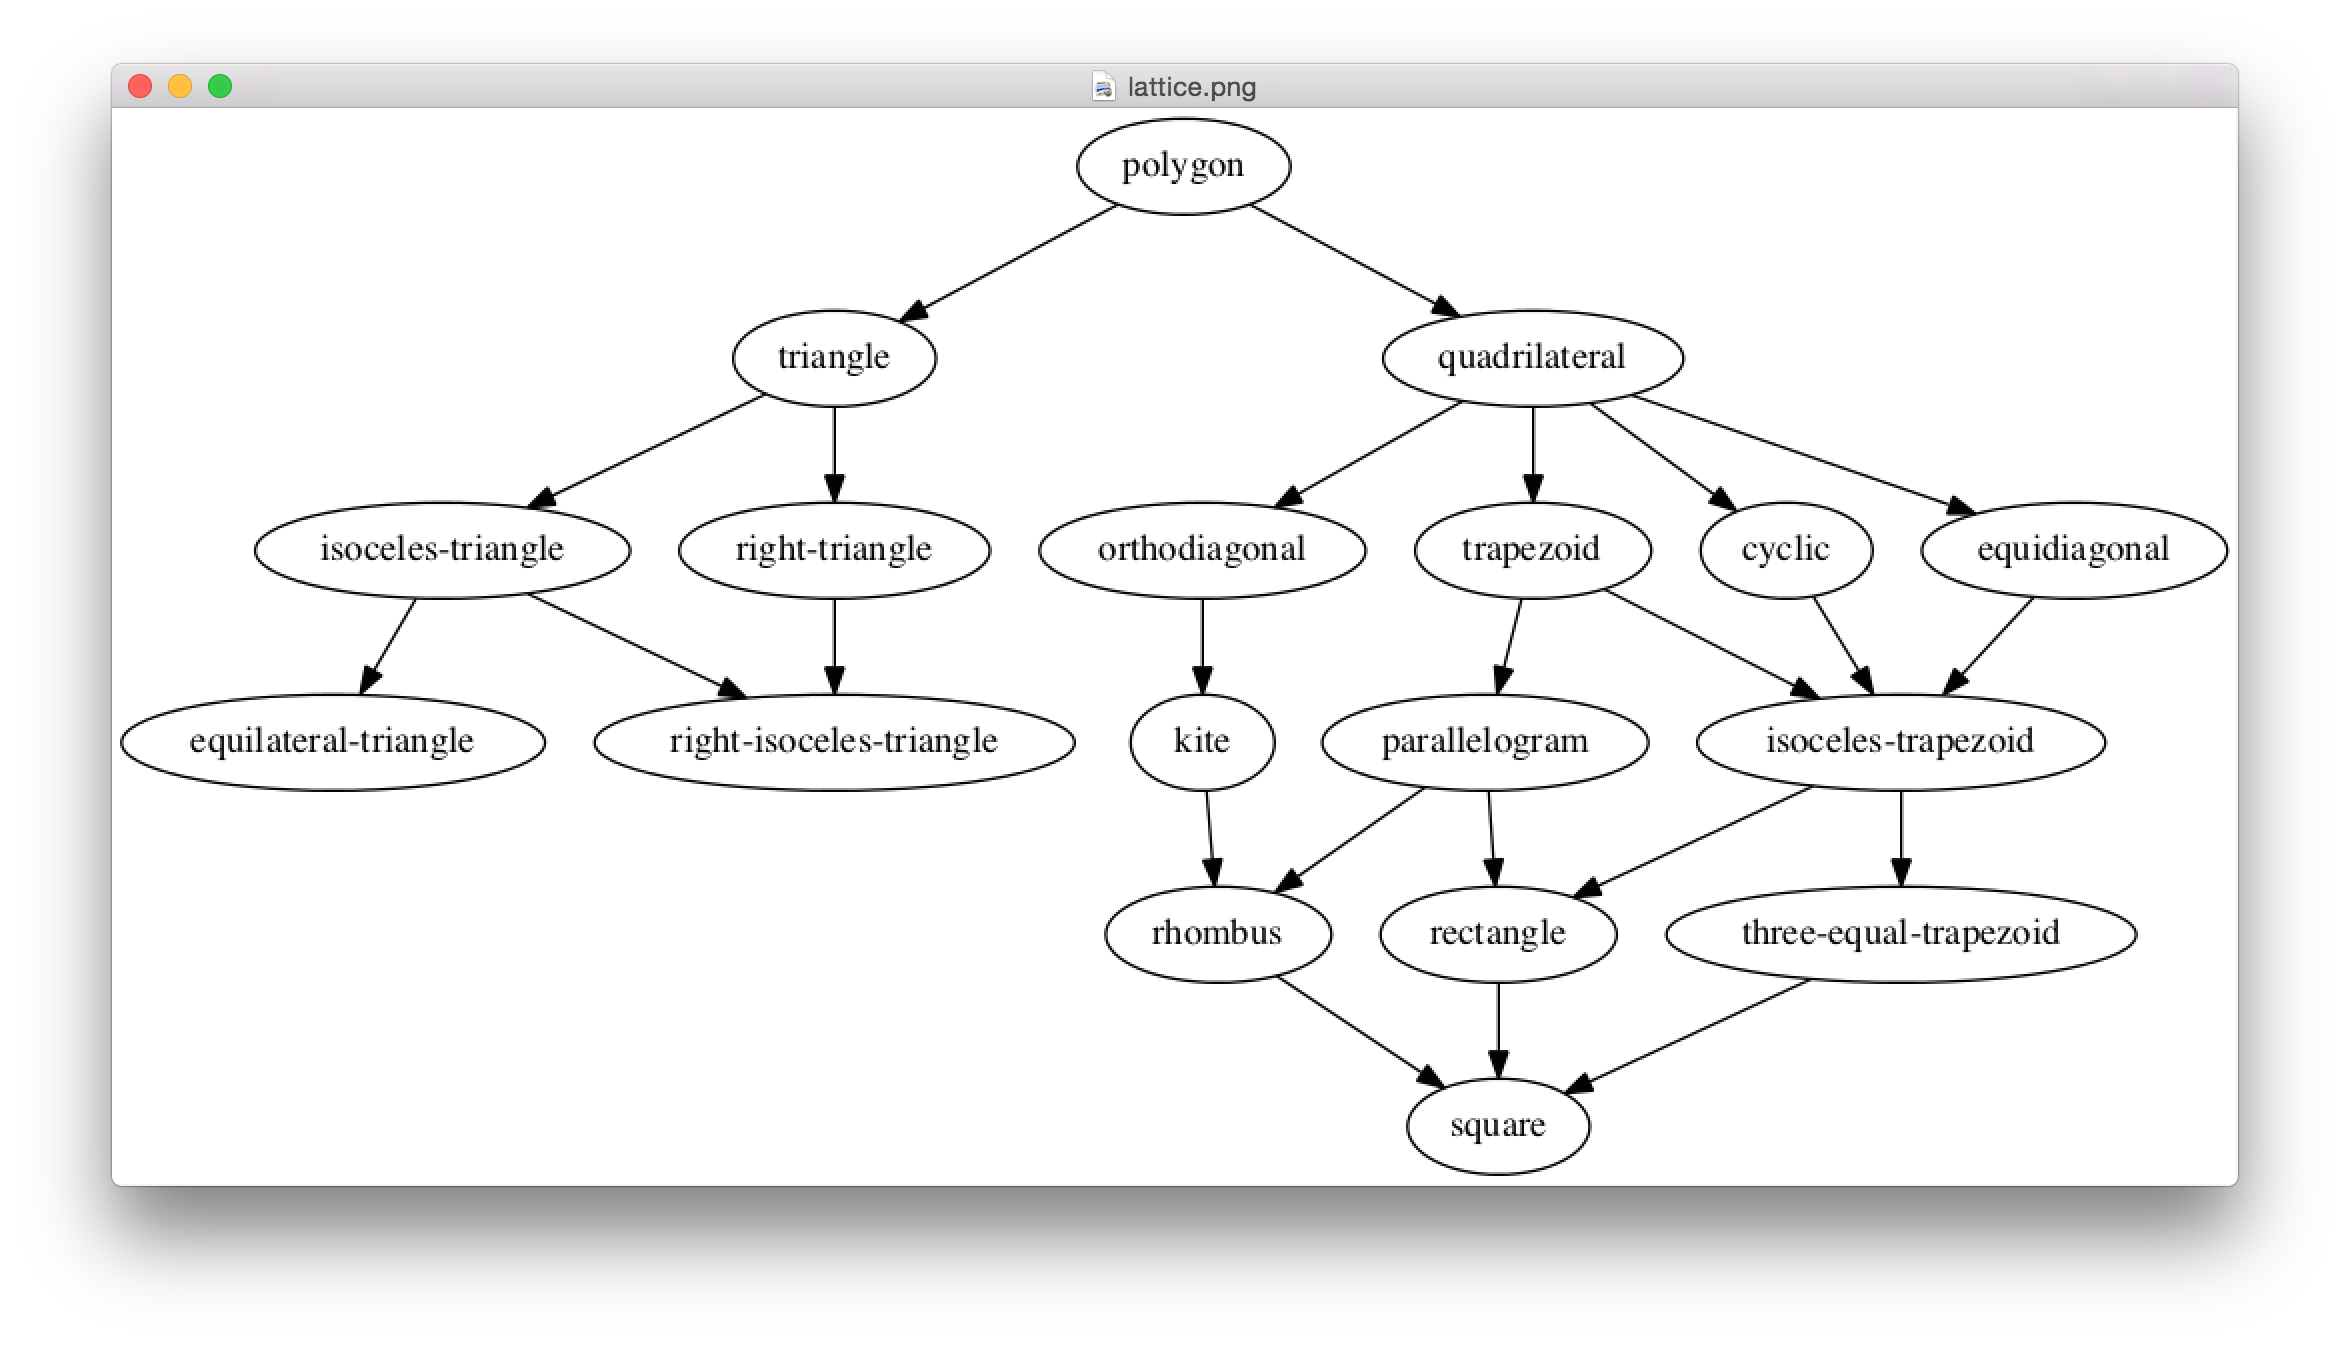 lattice.png
polygon
triangle
quadrilateral
isoceles-triangle
right-triangle
orthodiagonal
trapezoid
cyclic
equidiagonal
equilateral-triangle
right-isoceles-triangle
kite
parallelogram
isoceles-trapezoid
rhombus
rectangle
three-equal-trapezoid
square